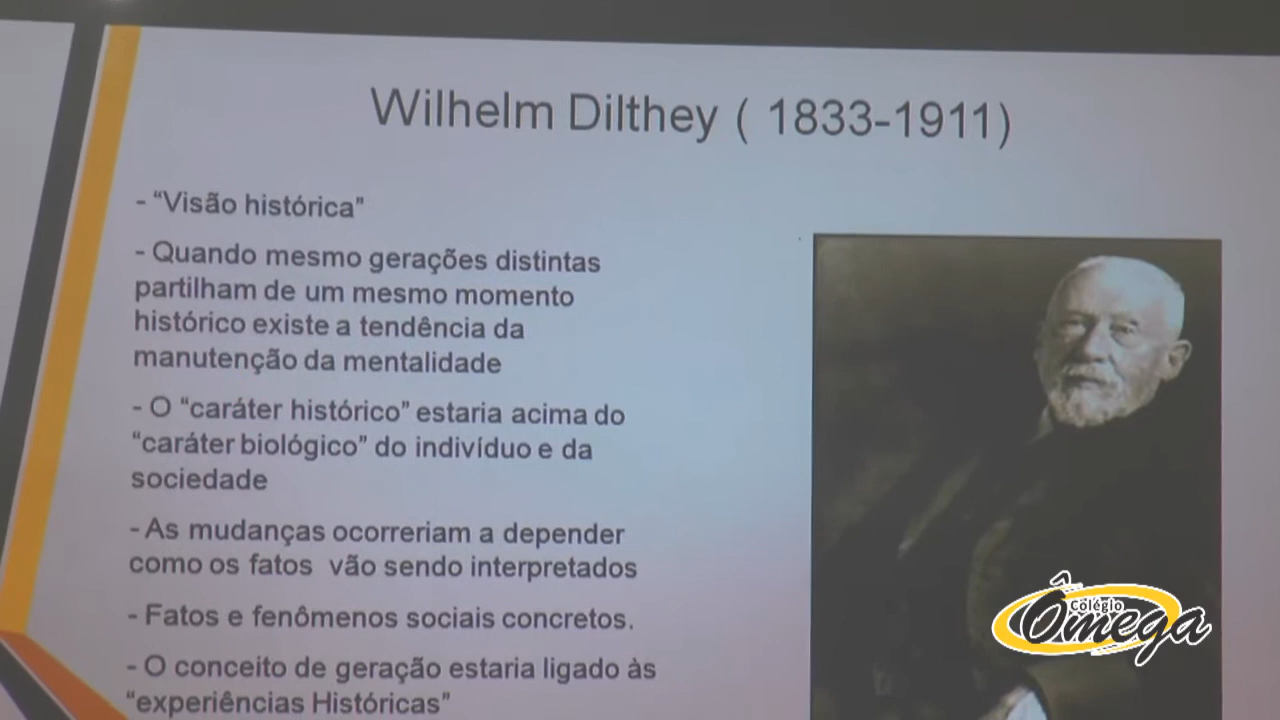 Wilhelm Dilthey ( 1833-1911)
- “Visão histórica”
- Quando mesmo gerações distintas
partilham de um mesmo momento
histórico existe a tendência da
manutenção da mentalidade
- O “caráter histórico” estaria acima do
“caráter biológico” do indivíduo e da
sociedade
- As mudanças ocorreriam a depender
como os fatos  vão sendo interpretados
- Fatos e fenômenos sociais concretos.
- O conceito de geração estaria ligado às
“experiências Históricas”
Colégio
Ômega